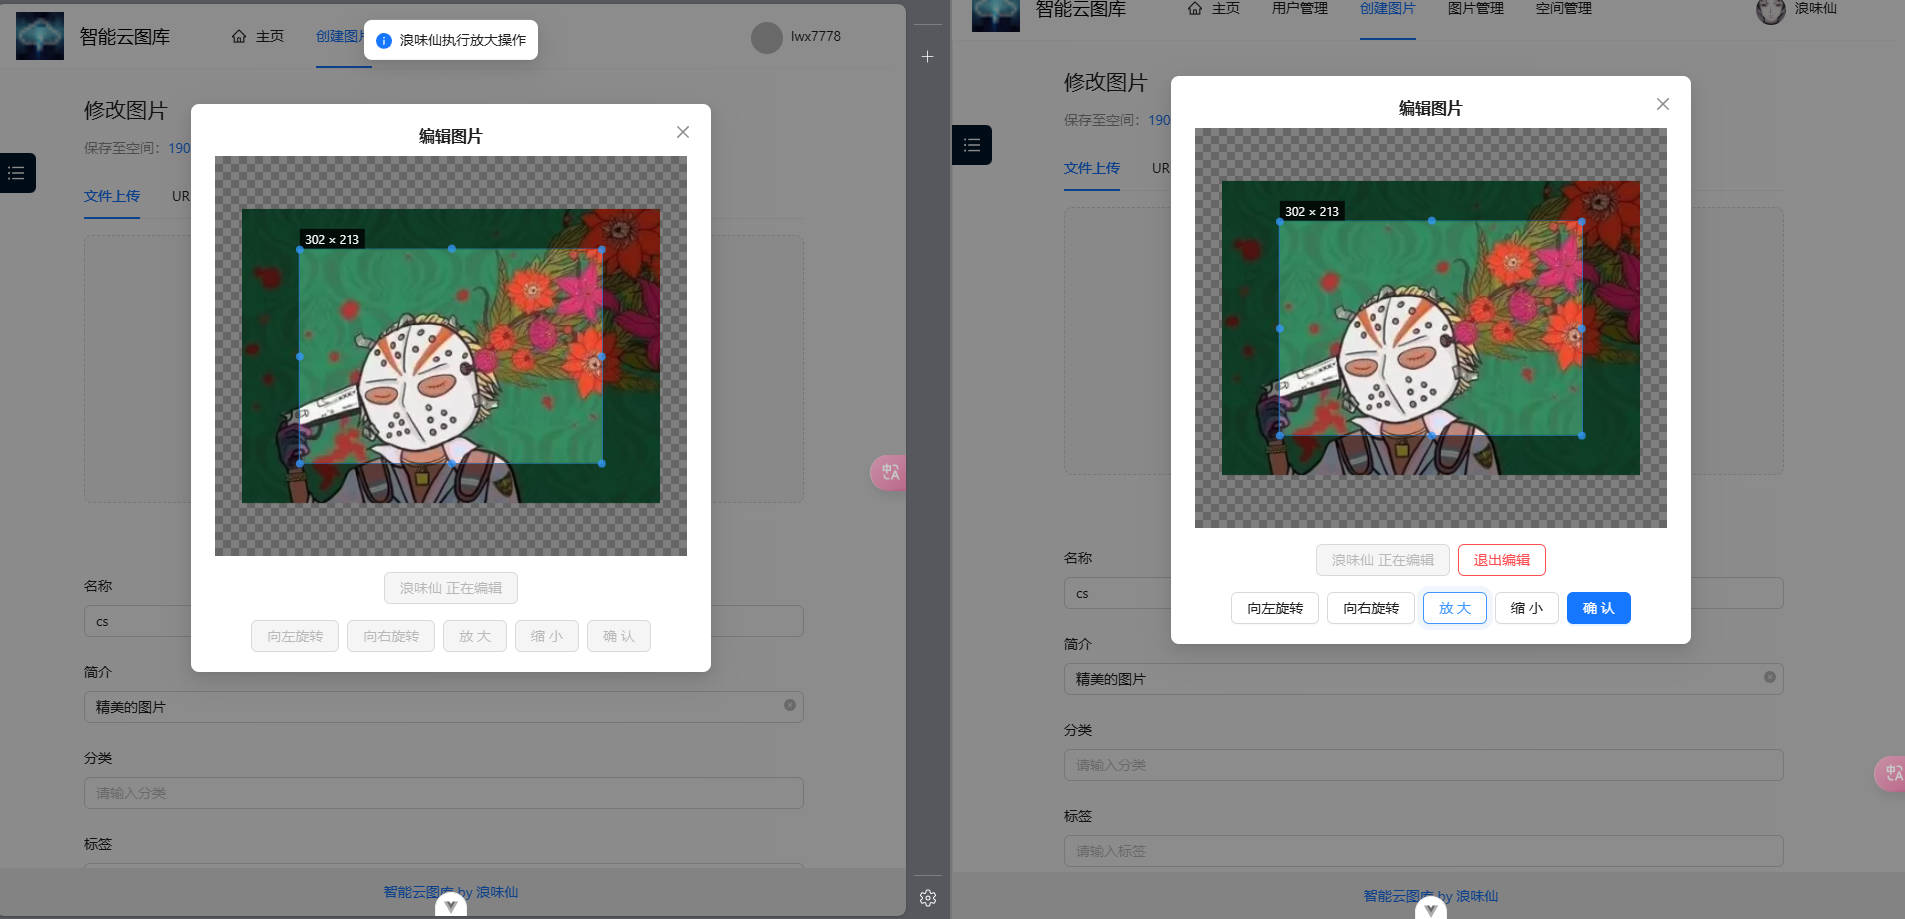 智能云图库
主页
创建图片
浪味仙执行放大操作
lwx7778
修改图片
保存至空间：190
文件上传
UR
编辑图片
302 × 213
浪味仙 正在编辑
向左旋转
向右旋转
放 大
缩 小
确 认
名称
cs
简介
精美的图片
分类
请输入分类
标签
智能云图库 by 浪味仙
中
A
智能云图库
主页
用户管理
创建图片
图片管理
空间管理
浪味仙
修改图片
保存至空间：190
文件上传
UR
编辑图片
302 × 213
浪味仙 正在编辑
退出编辑
向左旋转
向右旋转
放 大
缩 小
确 认
名称
cs
简介
精美的图片
分类
请输入分类
标签
请输入标签
智能云图库 by 浪味仙
中
A